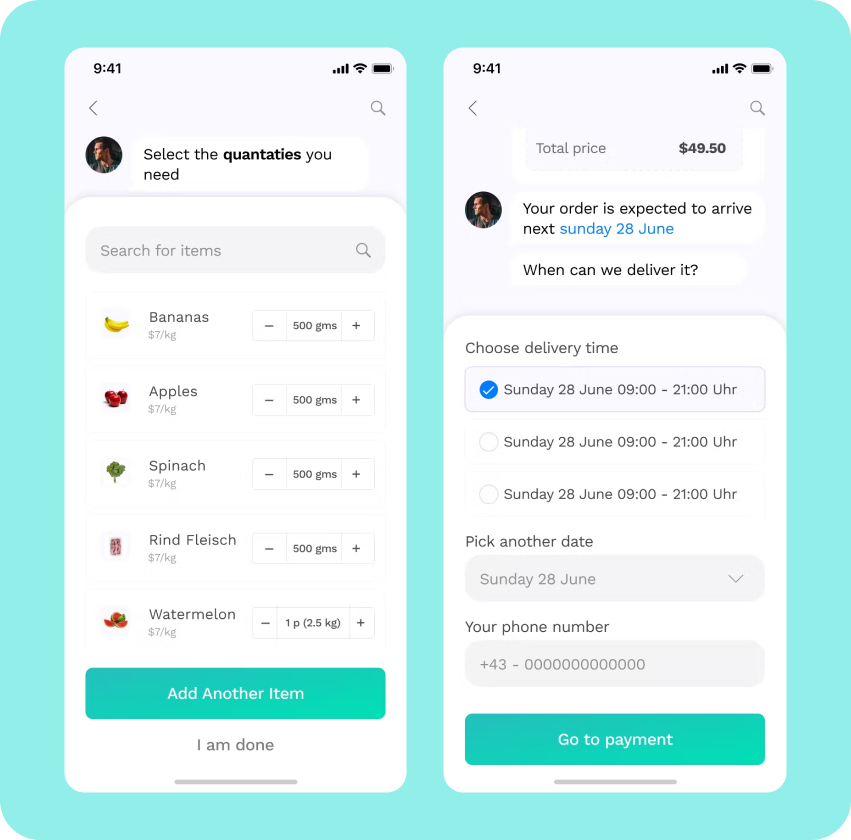 9:41
Select the quantaties you
need
Search for items
Bananas
$7/kg
− 500 gms +
Apples
$7/kg
− 500 gms +
Spinach
$7/kg
− 500 gms +
Rind Fleisch
$7/kg
− 500 gms +
Watermelon
$7/kg
− 1 p (2.5 kg) +
Add Another Item
I am done
9:41
Total price $49.50
Your order is expected to arrive
next sunday 28 June
When can we deliver it?
Choose delivery time
Sunday 28 June 09:00 - 21:00 Uhr
Sunday 28 June 09:00 - 21:00 Uhr
Sunday 28 June 09:00 - 21:00 Uhr
Pick another date
Sunday 28 June
Your phone number
+43 - 0000000000000
Go to payment